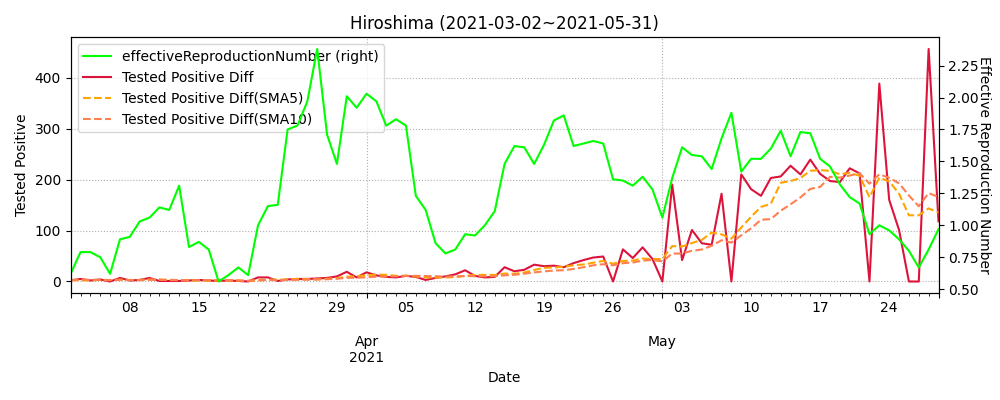 Hiroshima (2021-03-02~2021-05-31)
effectiveReproductionNumber (right)
Tested Positive Diff
Tested Positive Diff(SMA5)
Tested Positive Diff(SMA10)
Tested Positive
400
300
200
100
0
2.25
2.00
1.75
1.50
1.25
1.00
0.75
0.50
Effective Reproduction Number
08 15 22 29 05 12 19 26 03 10 17 24
Apr May
2021
Date